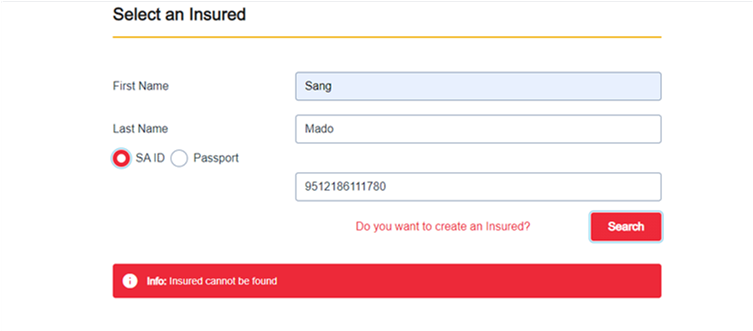 Select an Insured
First Name
Sang
Last Name
Mado
SA ID
Passport
9512186111780
Do you want to create an Insured?
Search
Info: Insured cannot be found